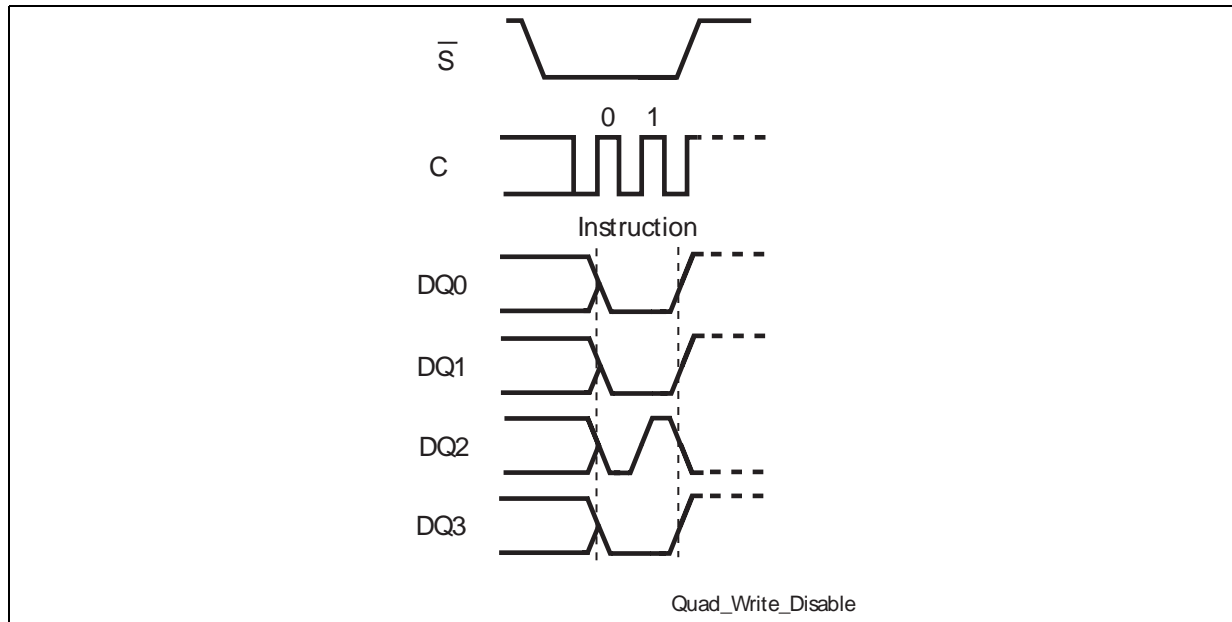 S̅
0 1
C
Instruction
DQ0
DQ1
DQ2
DQ3
Quad_Write_Disable